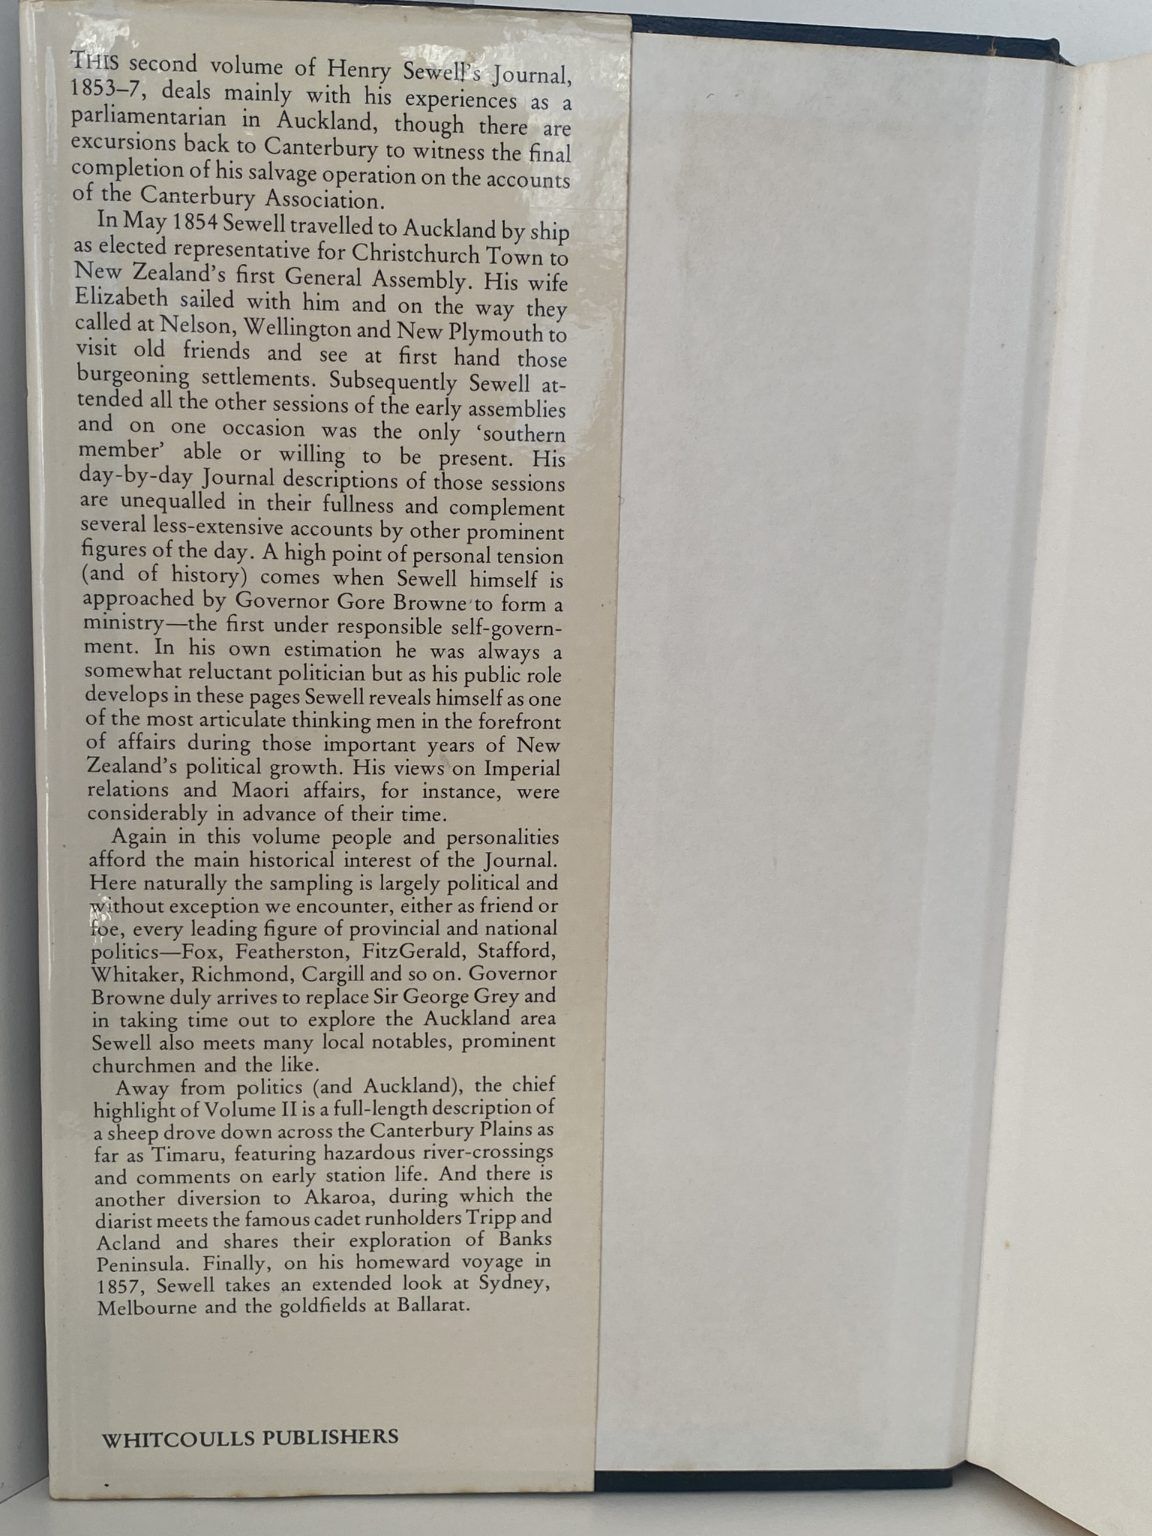 THIS second volume of Henry Sewell's Journal,
1853–7, deals mainly with his experiences as a
parliamentarian in Auckland, though there are
excursions back to Canterbury to witness the final
completion of his salvage operation on the accounts
of the Canterbury Association.
In May 1854 Sewell travelled to Auckland by ship
as elected representative for Christchurch Town to
New Zealand's first General Assembly. His wife
Elizabeth sailed with him and on the way they
called at Nelson, Wellington and New Plymouth to
visit old friends and see at first hand those
burgeoning settlements. Subsequently Sewell at-
tended all the other sessions of the early assemblies
and on one occasion was the only ‘southern
member’ able or willing to be present. His
day-by-day Journal descriptions of those sessions
are unequalled in their fullness and complement
several less-extensive accounts by other prominent
figures of the day. A high point of personal tension
(and of history) comes when Sewell himself is
approached by Governor Gore Browne to form a
ministry—the first under responsible self-govern-
ment. In his own estimation he was always a
somewhat reluctant politician but as his public role
develops in these pages Sewell reveals himself as one
of the most articulate thinking men in the forefront
of affairs during those important years of New
Zealand's political growth. His views on Imperial
relations and Maori affairs, for instance, were
considerably in advance of their time.
Again in this volume people and personalities
afford the main historical interest of the Journal.
Here naturally the sampling is largely political and
without exception we encounter, either as friend or
foe, every leading figure of provincial and national
politics—Fox, Featherston, FitzGerald, Stafford,
Whitaker, Richmond, Cargill and so on. Governor
Browne duly arrives to replace Sir George Grey and
in taking time out to explore the Auckland area
Sewell also meets many local notables, prominent
churchmen and the like.
Away from politics (and Auckland), the chief
highlight of Volume II is a full-length description of
a sheep drove down across the Canterbury Plains as
far as Timaru, featuring hazardous river-crossings
and comments on early station life. And there is
another diversion to Akaroa, during which the
diarist meets the famous cadet runholders Tripp and
Acland and shares their exploration of Banks
Peninsula. Finally, on his homeward voyage in
1857, Sewell takes an extended look at Sydney,
Melbourne and the goldfields at Ballarat.
WHITCOULLS PUBLISHERS